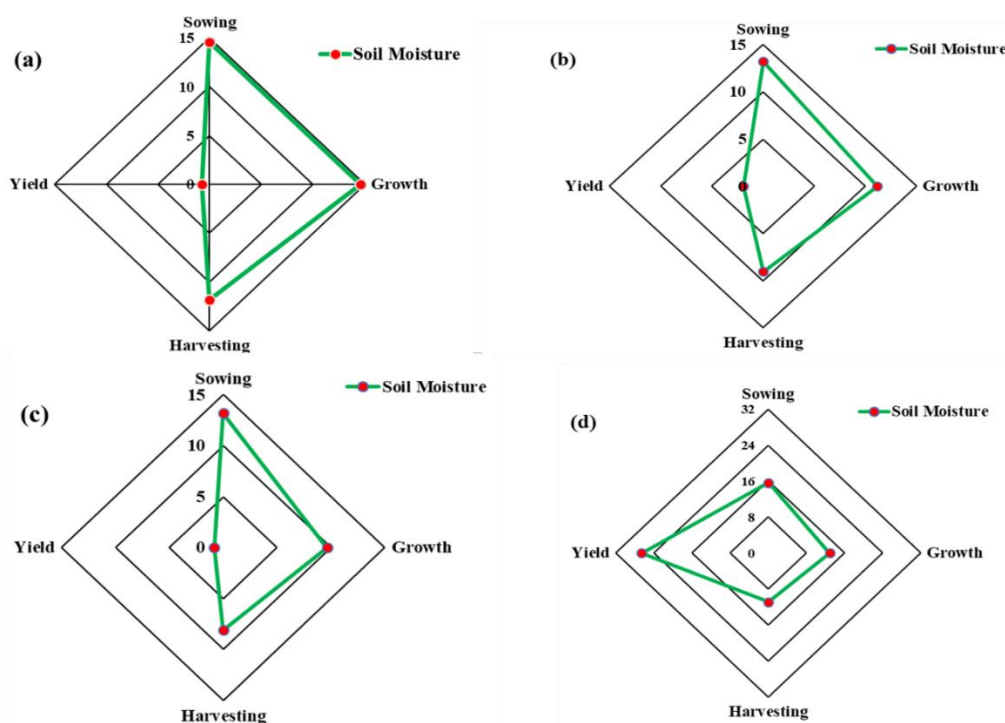 (a)
Sowing
15
Soil Moisture
10
5
0
Yield
Growth
Harvesting
(b)
Sowing
15
Soil Moisture
10
5
0
Yield
Growth
Harvesting
(c)
Sowing
15
Soil Moisture
10
5
0
Yield
Growth
Harvesting
(d)
Sowing
32
Soil Moisture
24
16
8
0
Yield
Growth
Harvesting